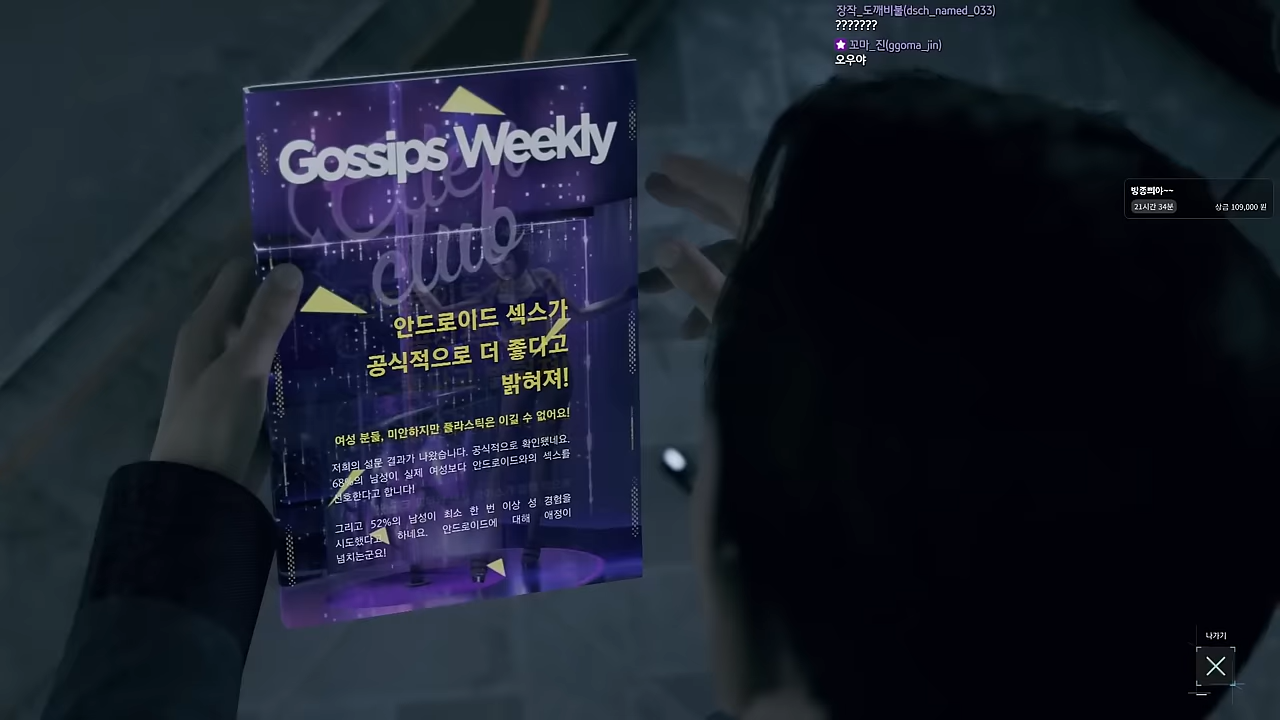 장작_도깨비불(dsch_named_033)
???????
꼬마_진(ggoma_jin)
오우야
Gossips Weekly
Eden
club
빙종쁘야~~
21시간 34분
상금 109,000 원
안드로이드 섹스가
공식적으로 더 좋다고
밝혀져!
여성 분들, 미안하지만 플라스틱은 이길 수 없어요!
저희의 설문 결과가 나왔습니다. 공식적으로 확인됐네요.
68%의 남성이 실제 여성보다 안드로이드와의 섹스를
선호한다고 합니다!
그리고 52%의 남성이 최소 한 번 이상 성 경험을
시도했다고 하네요. 안드로이드에 대해 애정이
넘치는군요!
나가기